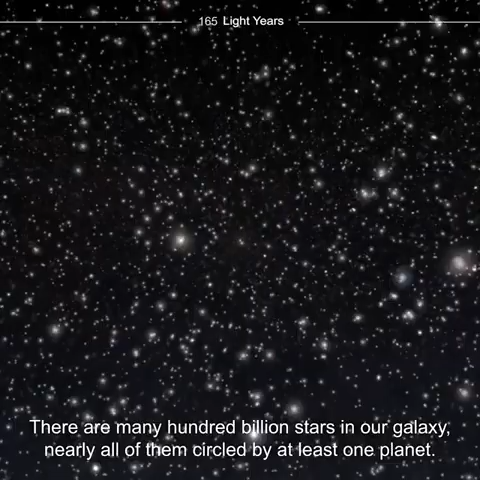 165 Light Years
There are many hundred billion stars in our galaxy,
nearly all of them circled by at least one planet.